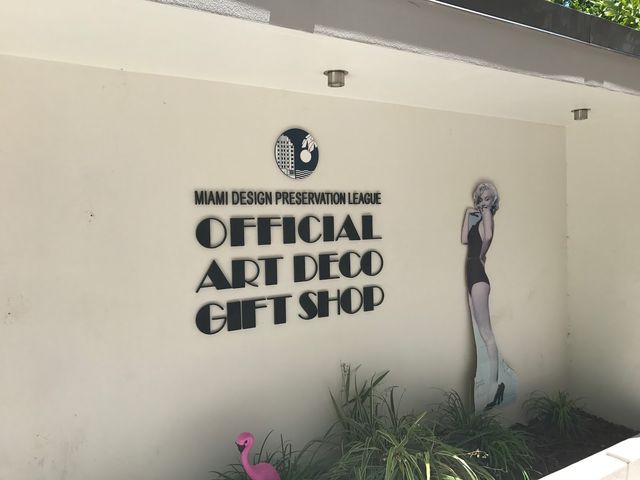 MIAMI DESIGN PRESERVATION LEAGUE
OFFICIAL
ART DECO
GIFT SHOP